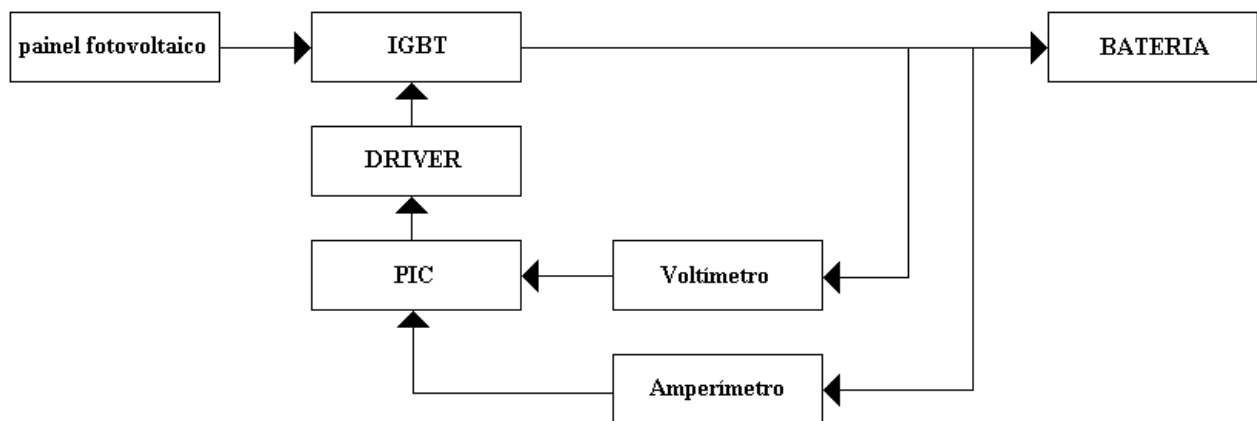 painel fotovoltaico
IGBT
BATERIA
DRIVER
PIC
Voltímetro
Amperímetro